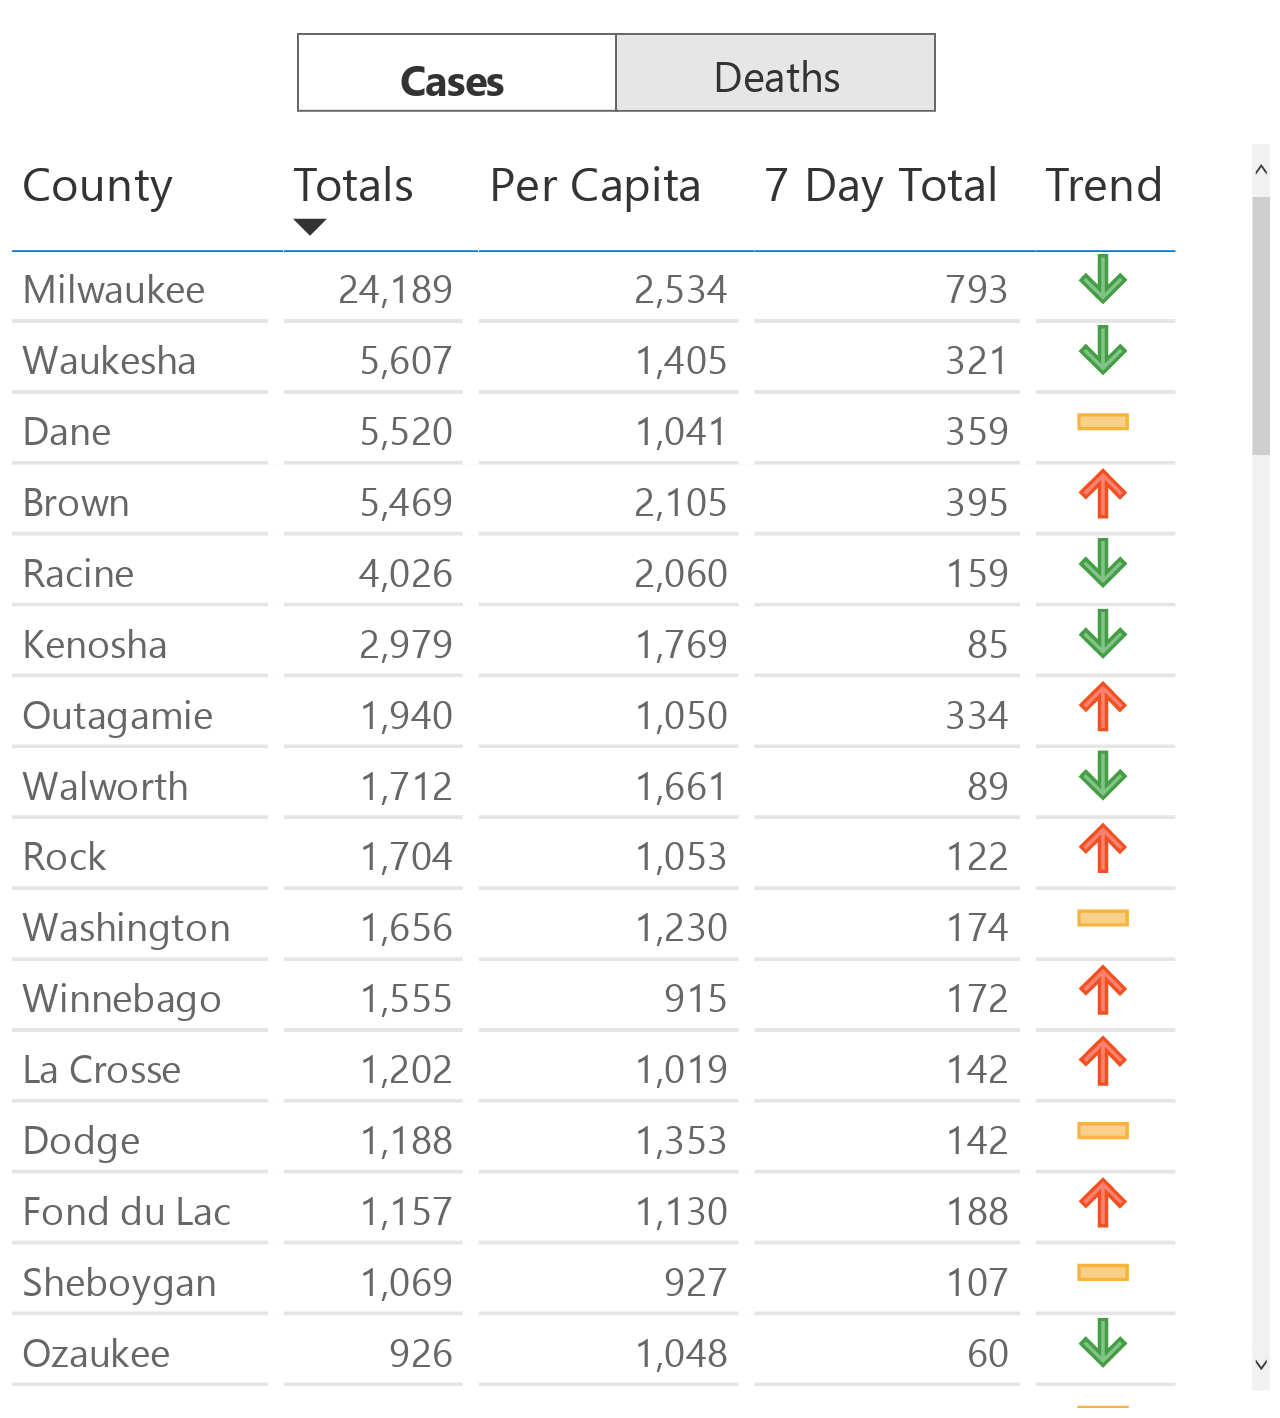 Cases Deaths
County Totals Per Capita 7 Day Total Trend
Milwaukee 24,189 2,534 793
Waukesha 5,607 1,405 321
Dane 5,520 1,041 359
Brown 5,469 2,105 395
Racine 4,026 2,060 159
Kenosha 2,979 1,769 85
Outagamie 1,940 1,050 334
Walworth 1,712 1,661 89
Rock 1,704 1,053 122
Washington 1,656 1,230 174
Winnebago 1,555 915 172
La Crosse 1,202 1,019 142
Dodge 1,188 1,353 142
Fond du Lac 1,157 1,130 188
Sheboygan 1,069 927 107
Ozaukee 926 1,048 60